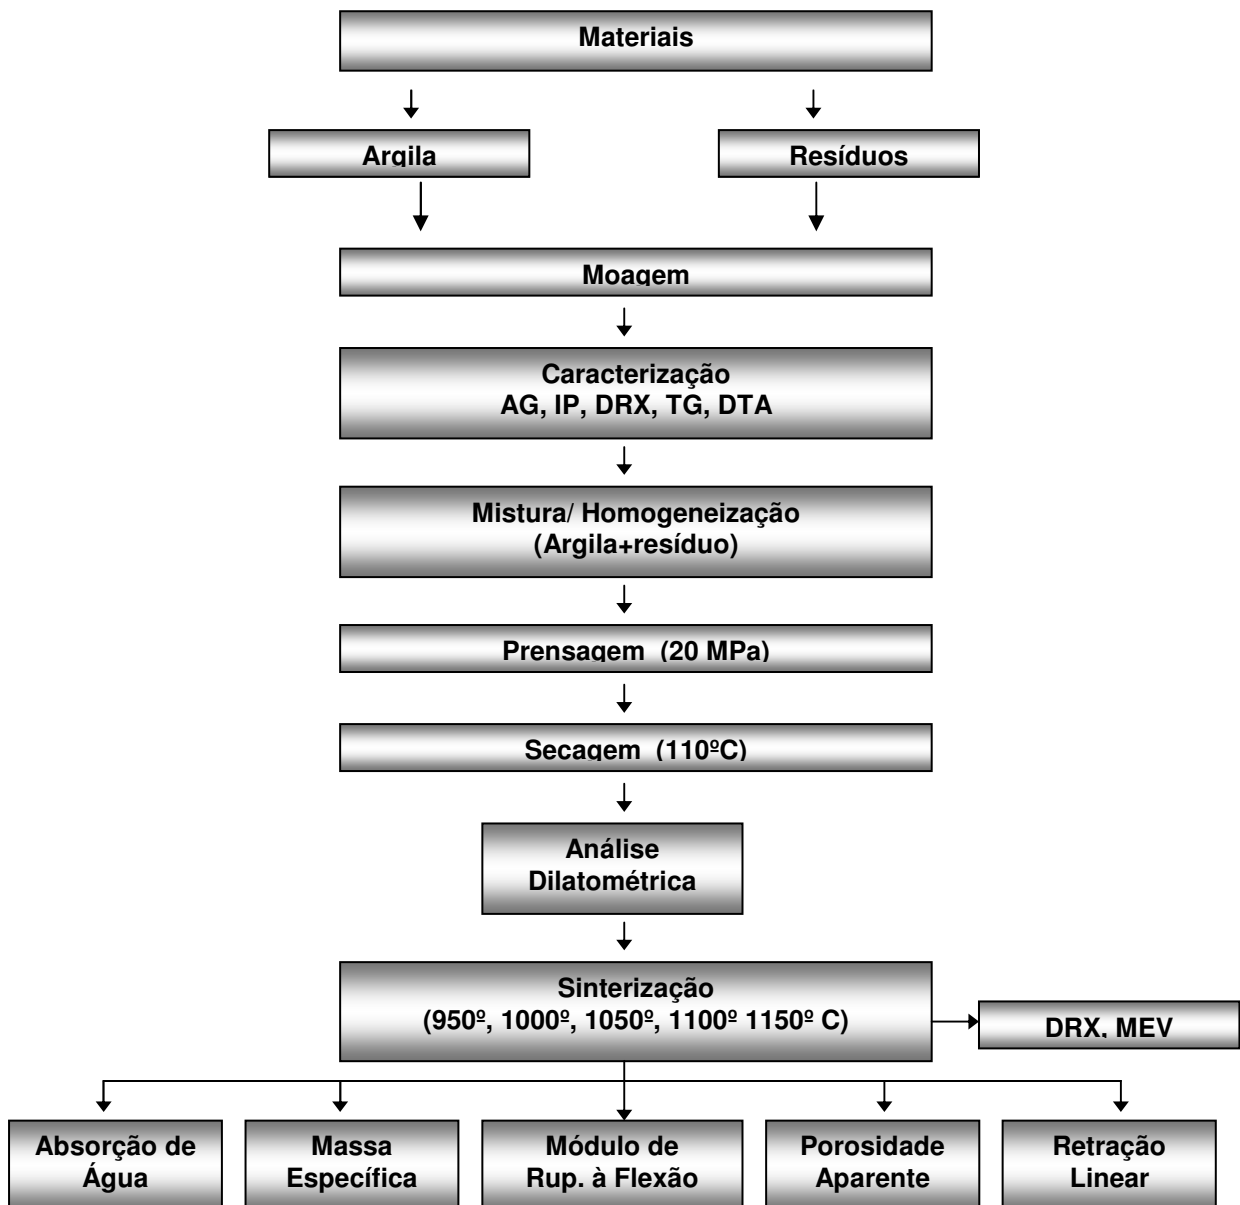 Materiais
Argila
Resíduos
Moagem
Caracterização
AG, IP, DRX, TG, DTA
Mistura/ Homogeneização
(Argila+resíduo)
Prensagem (20 MPa)
Secagem (110ºC)
Análise
Dilatométrica
Sinterização
(950º, 1000º, 1050º, 1100º 1150º C)
DRX, MEV
Absorção de
Água
Massa
Específica
Módulo de
Rup. à Flexão
Porosidade
Aparente
Retração
Linear